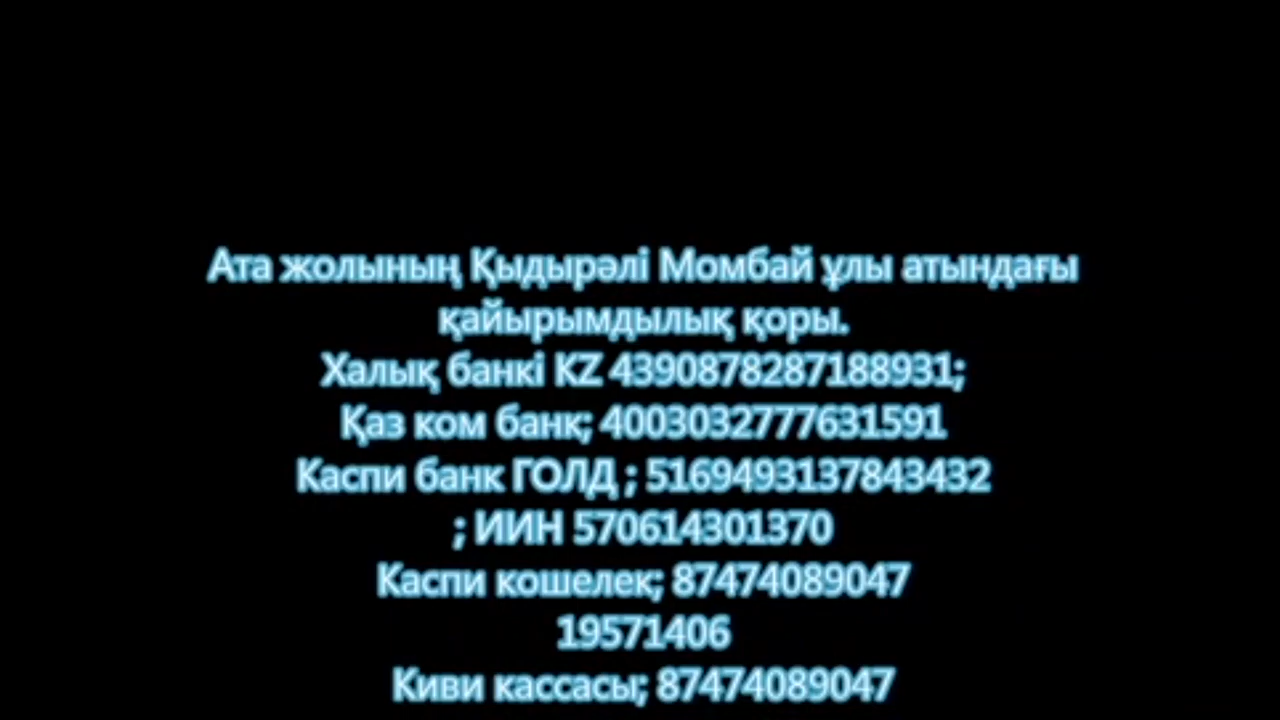 Ата жолының Қыдырәлі Момбай ұлы атындағы
қайырымдылық қоры.
Халық банкі KZ 4390878287188931;
Қаз ком банк; 4003032777631591
Каспи банк ГОЛД ; 5169493137843432
; ИИН 570614301370
Каспи кошелек; 87474089047
19571406
Киви кассасы; 87474089047